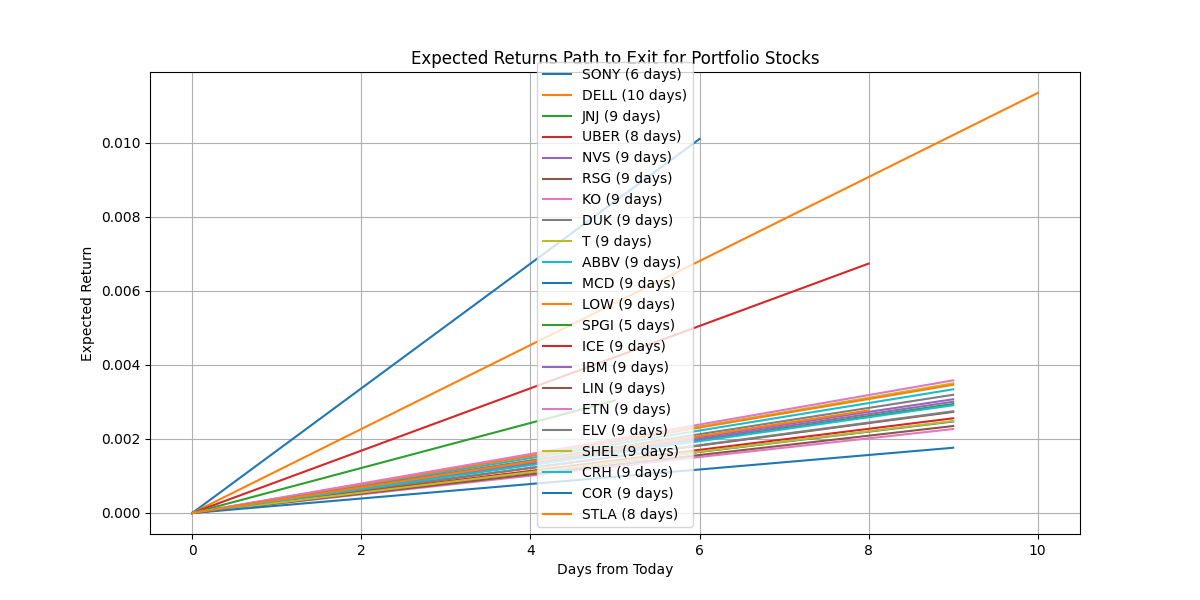 Expected Returns Path to Exit for Portfolio Stocks
SONY (6 days)
DELL (10 days)
JNJ (9 days)
UBER (8 days)
NVS (9 days)
RSG (9 days)
KO (9 days)
DUK (9 days)
T (9 days)
ABBV (9 days)
MCD (9 days)
LOW (9 days)
SPGI (5 days)
ICE (9 days)
IBM (9 days)
LIN (9 days)
ETN (9 days)
ELV (9 days)
SHEL (9 days)
CRH (9 days)
COR (9 days)
STLA (8 days)
Expected Return
0.010
0.008
0.006
0.004
0.002
0.000
0 2 4 6 8 10
Days from Today